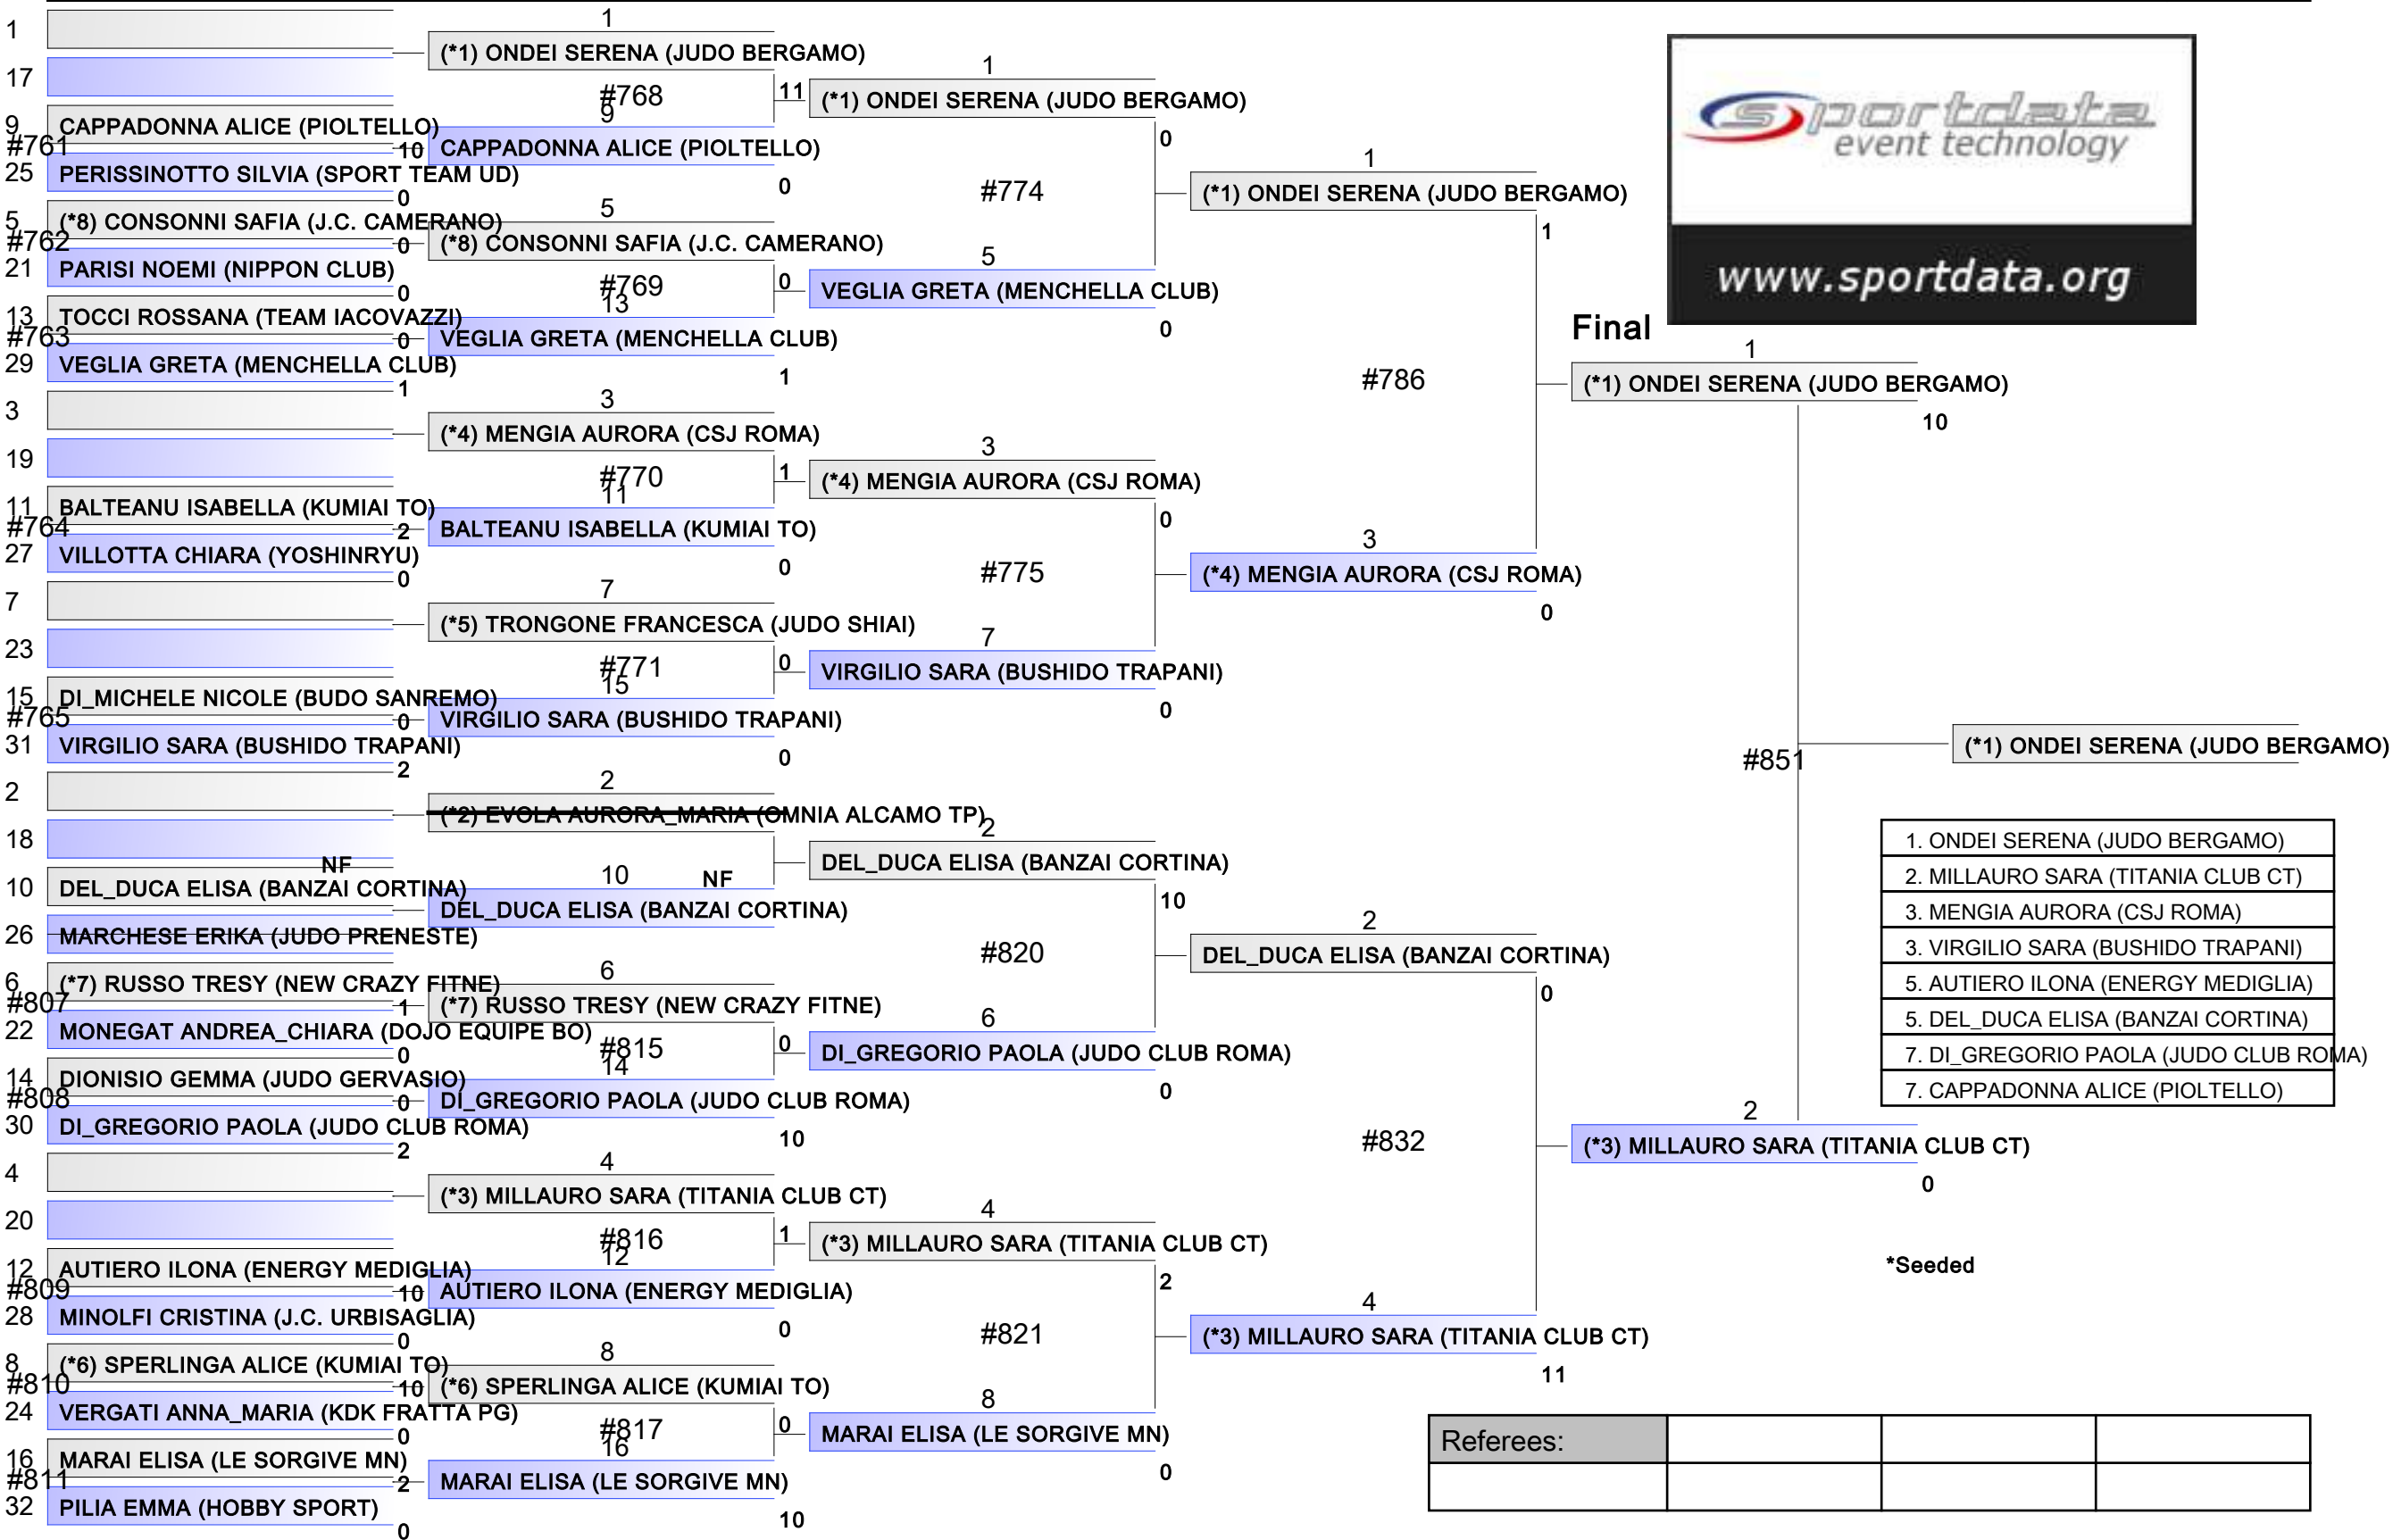 1
17
9
#761
25
5
#762
21
13
#763
29
3
19
11
#764
27
7
23
15
#765
31
2
18
10
26
6
#807
22
14
#808
30
4
20
12
#809
28
8
#810
24
16
#811
32
CAPPADONNA ALICE (PIOLTELLO)
10
PERISSINOTTO SILVIA (SPORT TEAM UD)
0
(*8) CONSONNI SAFIA (J.C. CAMERANO)
0
PARISI NOEMI (NIPPON CLUB)
0
TOCCI ROSSANA (TEAM IACOVAZZI)
0
VEGLIA GRETA (MENCHELLA CLUB)
1
BALTEANU ISABELLA (KUMIAI TO)
2
VILLOTTA CHIARA (YOSHINRYU)
0
DI_MICHELE NICOLE (BUDO SANREMO)
0
VIRGILIO SARA (BUSHIDO TRAPANI)
2
NF
DEL_DUCA ELISA (BANZAI CORTINA)
MARCHESE ERIKA (JUDO PRENESTE)
(*7) RUSSO TRESY (NEW CRAZY FITNE)
1
MONEGAT ANDREA_CHIARA (DOJO EQUIPE BO)
0
DIONISIO GEMMA (JUDO GERVASIO)
0
DI_GREGORIO PAOLA (JUDO CLUB ROMA)
2
AUTIERO ILONA (ENERGY MEDIGLIA)
10
MINOLFI CRISTINA (J.C. URBISAGLIA)
0
(*6) SPERLINGA ALICE (KUMIAI TO)
10
VERGATI ANNA_MARIA (KDK FRATTA PG)
0
MARAI ELISA (LE SORGIVE MN)
2
PILIA EMMA (HOBBY SPORT)
0
1
(*1) ONDEI SERENA (JUDO BERGAMO)
11
#768
9
CAPPADONNA ALICE (PIOLTELLO)
0
5
(*8) CONSONNI SAFIA (J.C. CAMERANO)
0
#769
13
VEGLIA GRETA (MENCHELLA CLUB)
1
3
(*4) MENGIA AURORA (CSJ ROMA)
1
#770
11
BALTEANU ISABELLA (KUMIAI TO)
0
7
(*5) TRONGONE FRANCESCA (JUDO SHIAI)
0
#771
15
VIRGILIO SARA (BUSHIDO TRAPANI)
0
2
(*2) EVOLA AURORA_MARIA (OMNIA ALCAMO TP)
10
NF
DEL_DUCA ELISA (BANZAI CORTINA)
6
(*7) RUSSO TRESY (NEW CRAZY FITNE)
0
#815
14
DI_GREGORIO PAOLA (JUDO CLUB ROMA)
10
4
(*3) MILLAURO SARA (TITANIA CLUB CT)
1
#816
12
AUTIERO ILONA (ENERGY MEDIGLIA)
0
8
(*6) SPERLINGA ALICE (KUMIAI TO)
0
#817
16
MARAI ELISA (LE SORGIVE MN)
10
1
(*1) ONDEI SERENA (JUDO BERGAMO)
0
#774
5
VEGLIA GRETA (MENCHELLA CLUB)
0
3
(*4) MENGIA AURORA (CSJ ROMA)
0
#775
7
VIRGILIO SARA (BUSHIDO TRAPANI)
0
2
DEL_DUCA ELISA (BANZAI CORTINA)
10
#820
6
DI_GREGORIO PAOLA (JUDO CLUB ROMA)
0
4
(*3) MILLAURO SARA (TITANIA CLUB CT)
2
#821
8
MARAI ELISA (LE SORGIVE MN)
0
1
(*1) ONDEI SERENA (JUDO BERGAMO)
1
#786
3
(*4) MENGIA AURORA (CSJ ROMA)
0
2
DEL_DUCA ELISA (BANZAI CORTINA)
0
#832
4
(*3) MILLAURO SARA (TITANIA CLUB CT)
11
sportdata
event technology
www.sportdata.org
Final
1
(*1) ONDEI SERENA (JUDO BERGAMO)
10
#851
2
(*3) MILLAURO SARA (TITANIA CLUB CT)
0
(*1) ONDEI SERENA (JUDO BERGAMO)
1. ONDEI SERENA (JUDO BERGAMO)
2. MILLAURO SARA (TITANIA CLUB CT)
3. MENGIA AURORA (CSJ ROMA)
3. VIRGILIO SARA (BUSHIDO TRAPANI)
5. AUTIERO ILONA (ENERGY MEDIGLIA)
5. DEL_DUCA ELISA (BANZAI CORTINA)
7. DI_GREGORIO PAOLA (JUDO CLUB ROMA)
7. CAPPADONNA ALICE (PIOLTELLO)
*Seeded
Referees: